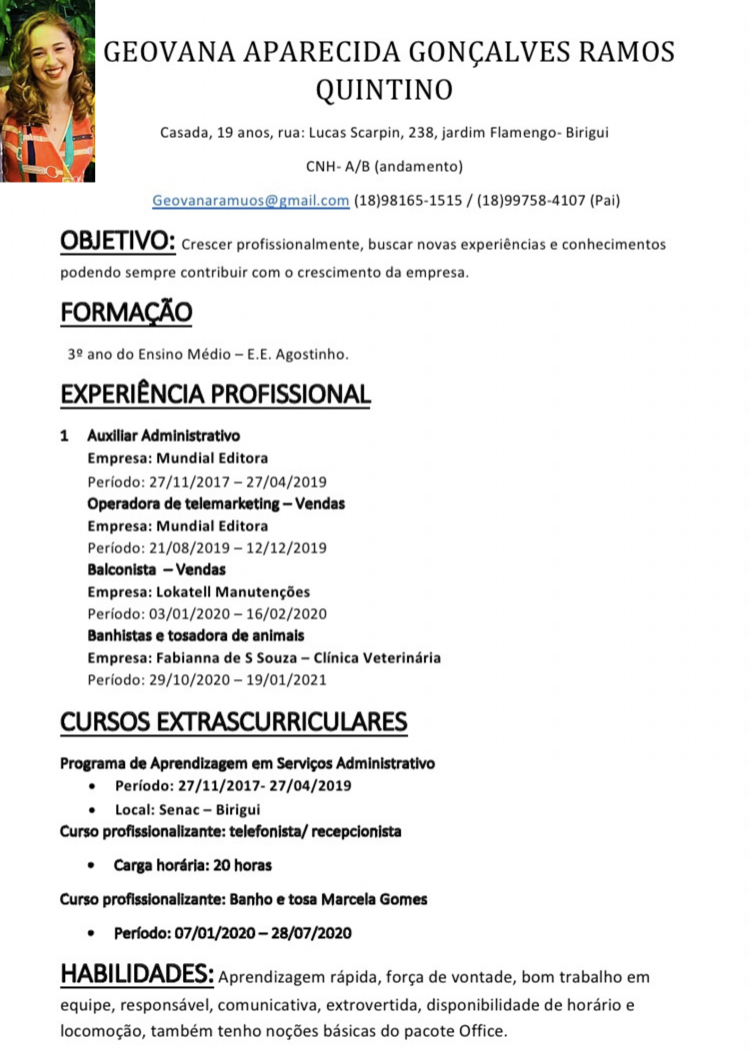 GEOVANA APARECIDA GONÇALVES RAMOS
QUINTINO
Casada, 19 anos, rua: Lucas Scarpin, 238, jardim Flamengo- Birigui
CNH- A/B (andamento)
Geovanaramuos@gmail.com (18)98165-1515 / (18)99758-4107 (Pai)
OBJETIVO: Crescer profissionalmente, buscar novas experiências e conhecimentos
podendo sempre contribuir com o crescimento da empresa.
FORMAÇÃO
3º ano do Ensino Médio – E.E. Agostinho.
EXPERIÊNCIA PROFISSIONAL
1 Auxiliar Administrativo
Empresa: Mundial Editora
Período: 27/11/2017 – 27/04/2019
Operadora de telemarketing – Vendas
Empresa: Mundial Editora
Período: 21/08/2019 – 12/12/2019
Balconista – Vendas
Empresa: Lokatell Manutenções
Período: 03/01/2020 – 16/02/2020
Banhistas e tosadora de animais
Empresa: Fabianna de S Souza – Clínica Veterinária
Período: 29/10/2020 – 19/01/2021
CURSOS EXTRASCURRICULARES
Programa de Aprendizagem em Serviços Administrativo
• Período: 27/11/2017- 27/04/2019
• Local: Senac – Birigui
Curso profissionalizante: telefonista/ recepcionista
• Carga horária: 20 horas
Curso profissionalizante: Banho e tosa Marcela Gomes
• Período: 07/01/2020 – 28/07/2020
HABILIDADES: Aprendizagem rápida, força de vontade, bom trabalho em
equipe, responsável, comunicativa, extrovertida, disponibilidade de horário e
locomoção, também tenho noções básicas do pacote Office.